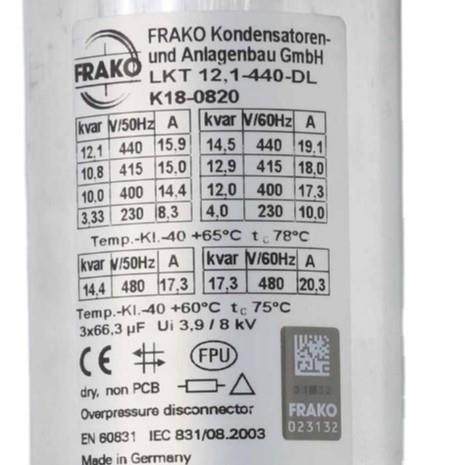 FRAKO
FRAKO Kondensatoren-
und Anlagenbau GmbH
LKT 12,1-440-DL
K18-0820
kvar V/50Hz A kvar V/60Hz A
12,1 440 15,9 14,5 440 19,1
10,8 415 15,0 12,9 415 18,0
10,0 400 14,4 12,0 400 17,3
3,33 230 8,3 4,0 230 10,0
Temp.-Kl.-40 +65°C tc 78°C
kvar V/50Hz A kvar V/60Hz A
14,4 480 17,3 17,3 480 20,3
Temp.-Kl.-40 +60°C tc 75°C
3x66,3 µF Ui 3,9 / 8 kV
CE FPU
dry, non PCB
Overpressure disconnector
FRAKO
023132
EN 60831 IEC 831/08.2003
Made in Germany